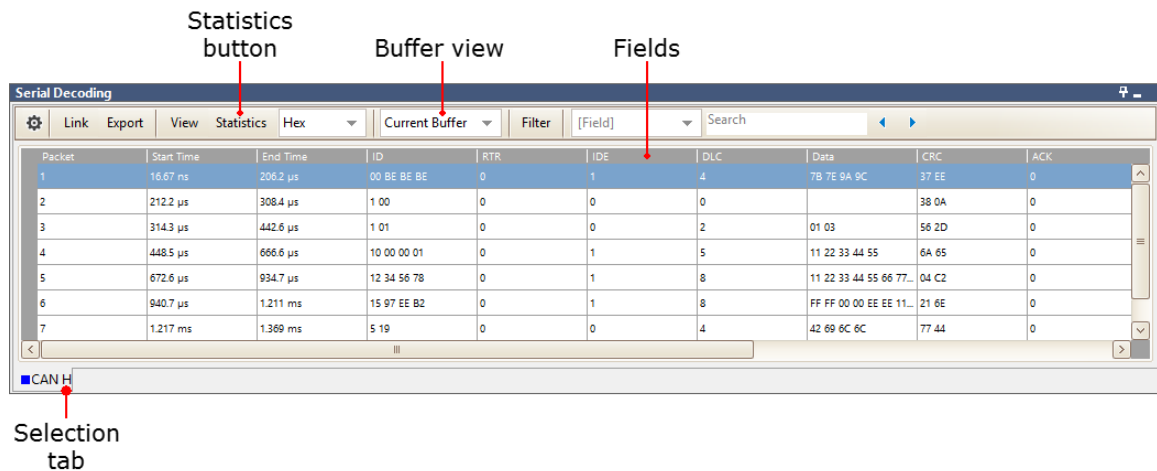 Statistics
button
Buffer view
Fields
Serial Decoding
Link Export View Statistics Hex Current Buffer Filter [Field] Search
Packet Start Time End Time ID RTR IDE DLC Data CRC ACK
1 16.67 ns 206.2 µs 00 BE BE BE 0 1 4 7B 7E 9A 9C 37 EE 0
2 212.2 µs 308.4 µs 1 00 0 0 0 38 0A 0
3 314.3 µs 442.6 µs 1 01 0 0 2 01 03 56 2D 0
4 448.5 µs 666.6 µs 10 00 00 01 0 1 5 11 22 33 44 55 6A 65 0
5 672.6 µs 934.7 µs 12 34 56 78 0 1 8 11 22 33 44 55 66 77... 04 C2 0
6 940.7 µs 1.211 ms 15 97 EE B2 0 1 8 FF FF 00 00 EE EE 11... 21 6E 0
7 1.217 ms 1.369 ms 5 19 0 0 4 42 69 6C 6C 77 44 0
CAN H
Selection
tab